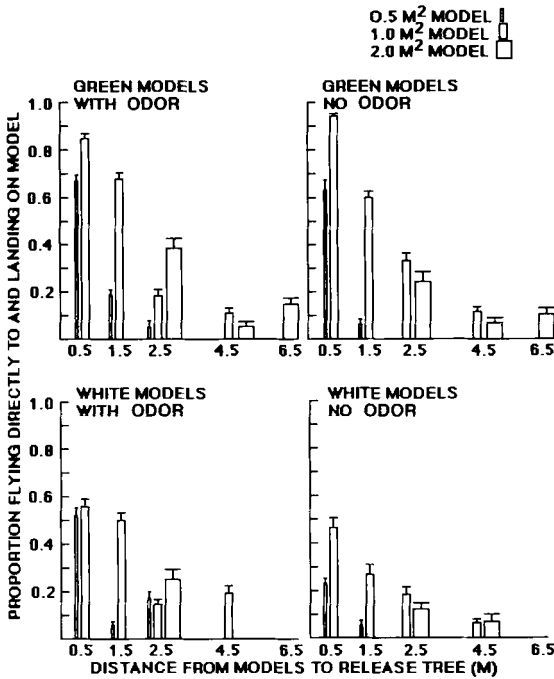 0.5 M² MODEL
1.0 M² MODEL
2.0 M² MODEL
GREEN MODELS
WITH ODOR
GREEN MODELS
NO ODOR
1.0
0.8
0.6
0.4
0.2
0.5 1.5 2.5 4.5 6.5
0.5 1.5 2.5 4.5 6.5
WHITE MODELS
WITH ODOR
WHITE MODELS
NO ODOR
1.0
0.8
0.6
0.4
0.2
0.5 1.5 2.5 4.5 6.5
0.5 1.5 2.5 4.5 6.5
PROPORTION FLYING DIRECTLY TO AND LANDING ON MODEL
DISTANCE FROM MODELS TO RELEASE TREE (M)